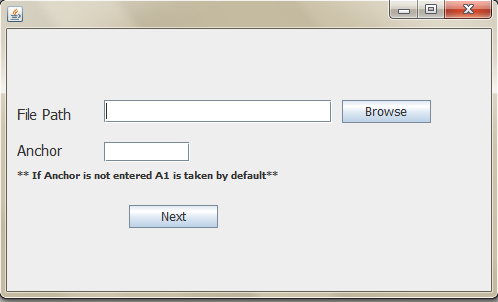 File Path
Browse
Anchor
** If Anchor is not entered A1 is taken by default**
Next